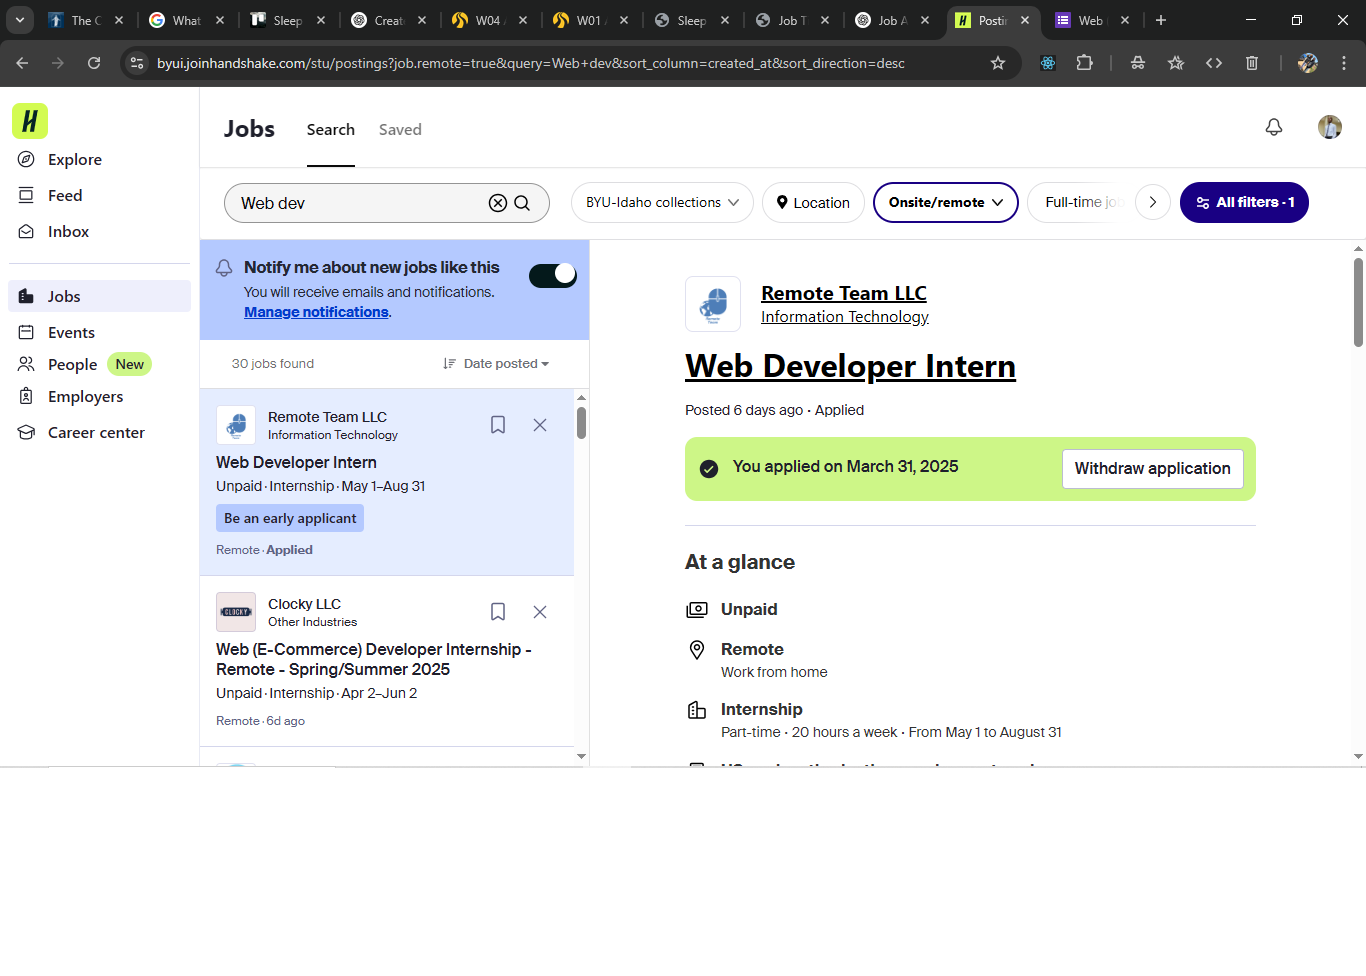 The C
What
Sleep
Creat
W04
W01
Sleep
Job T
Job A
Postin
Web
byui.joinhandshake.com/stu/postings?job.remote=true&query=Web+dev&sort_column=created_at&sort_direction=desc
H
Explore
Feed
Inbox
Jobs
Events
People New
Employers
Career center
Jobs Search Saved
Web dev
BYU-Idaho collections
Location
Onsite/remote
Full-time jo
All filters · 1
Notify me about new jobs like this
You will receive emails and notifications.
Manage notifications.
30 jobs found Date posted
Remote Team LLC
Information Technology
Web Developer Intern
Unpaid · Internship · May 1–Aug 31
Be an early applicant
Remote · Applied
CLOCKY
Clocky LLC
Other Industries
Web (E-Commerce) Developer Internship -
Remote - Spring/Summer 2025
Unpaid · Internship · Apr 2–Jun 2
Remote · 6d ago
Remote Team LLC
Information Technology
Web Developer Intern
Posted 6 days ago · Applied
You applied on March 31, 2025
Withdraw application
At a glance
Unpaid
Remote
Work from home
Internship
Part-time · 20 hours a week · From May 1 to August 31